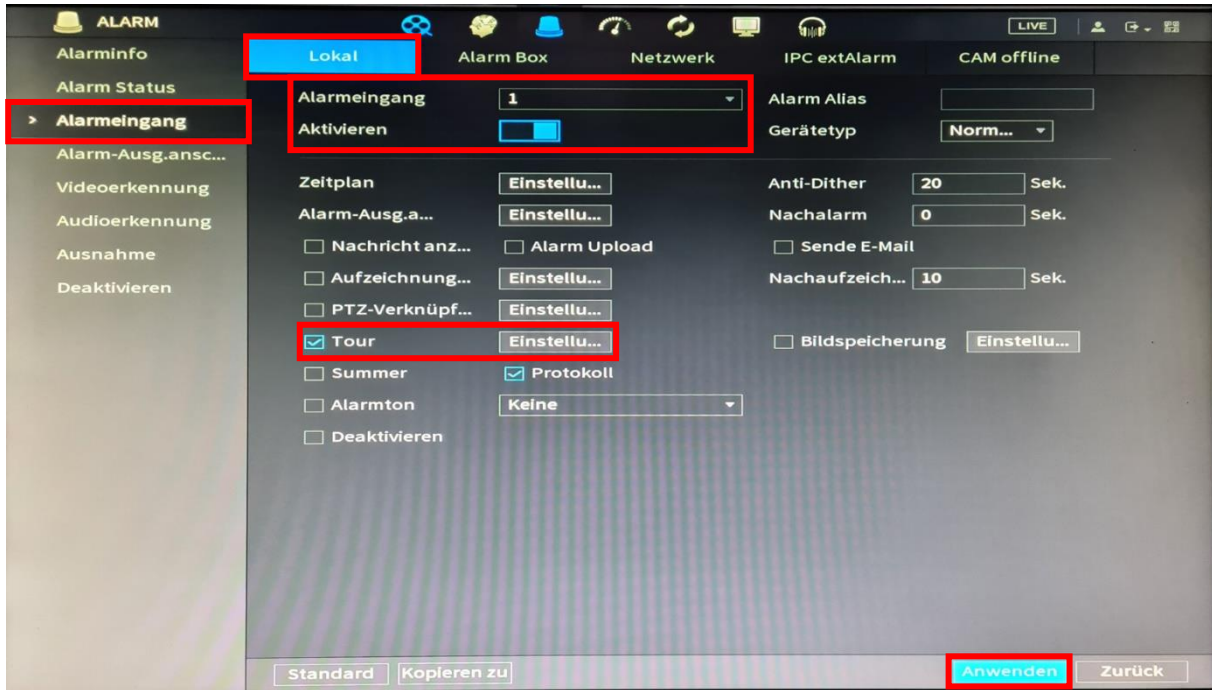 ALARM
LIVE
Alarminfo
Alarm Status
> Alarmeingang
Alarm-Ausg.ansc...
Videoerkennung
Audioerkennung
Ausnahme
Deaktivieren
Lokal Alarm Box Netzwerk IPC extAlarm CAM offline
Alarmeingang 1 Alarm Alias
Aktivieren Gerätetyp Norm...
Zeitplan Einstellu... Anti-Dither 20 Sek.
Alarm-Ausg.a... Einstellu... Nachalarm 0 Sek.
Nachricht anz... Alarm Upload Sende E-Mail
Aufzeichnung... Einstellu... Nachaufzeich... 10 Sek.
PTZ-Verknüpf... Einstellu...
Tour Einstellu... Bildspeicherung Einstellu...
Summer Protokoll
Alarmton Keine
Deaktivieren
Standard Kopieren zu Anwenden Zurück